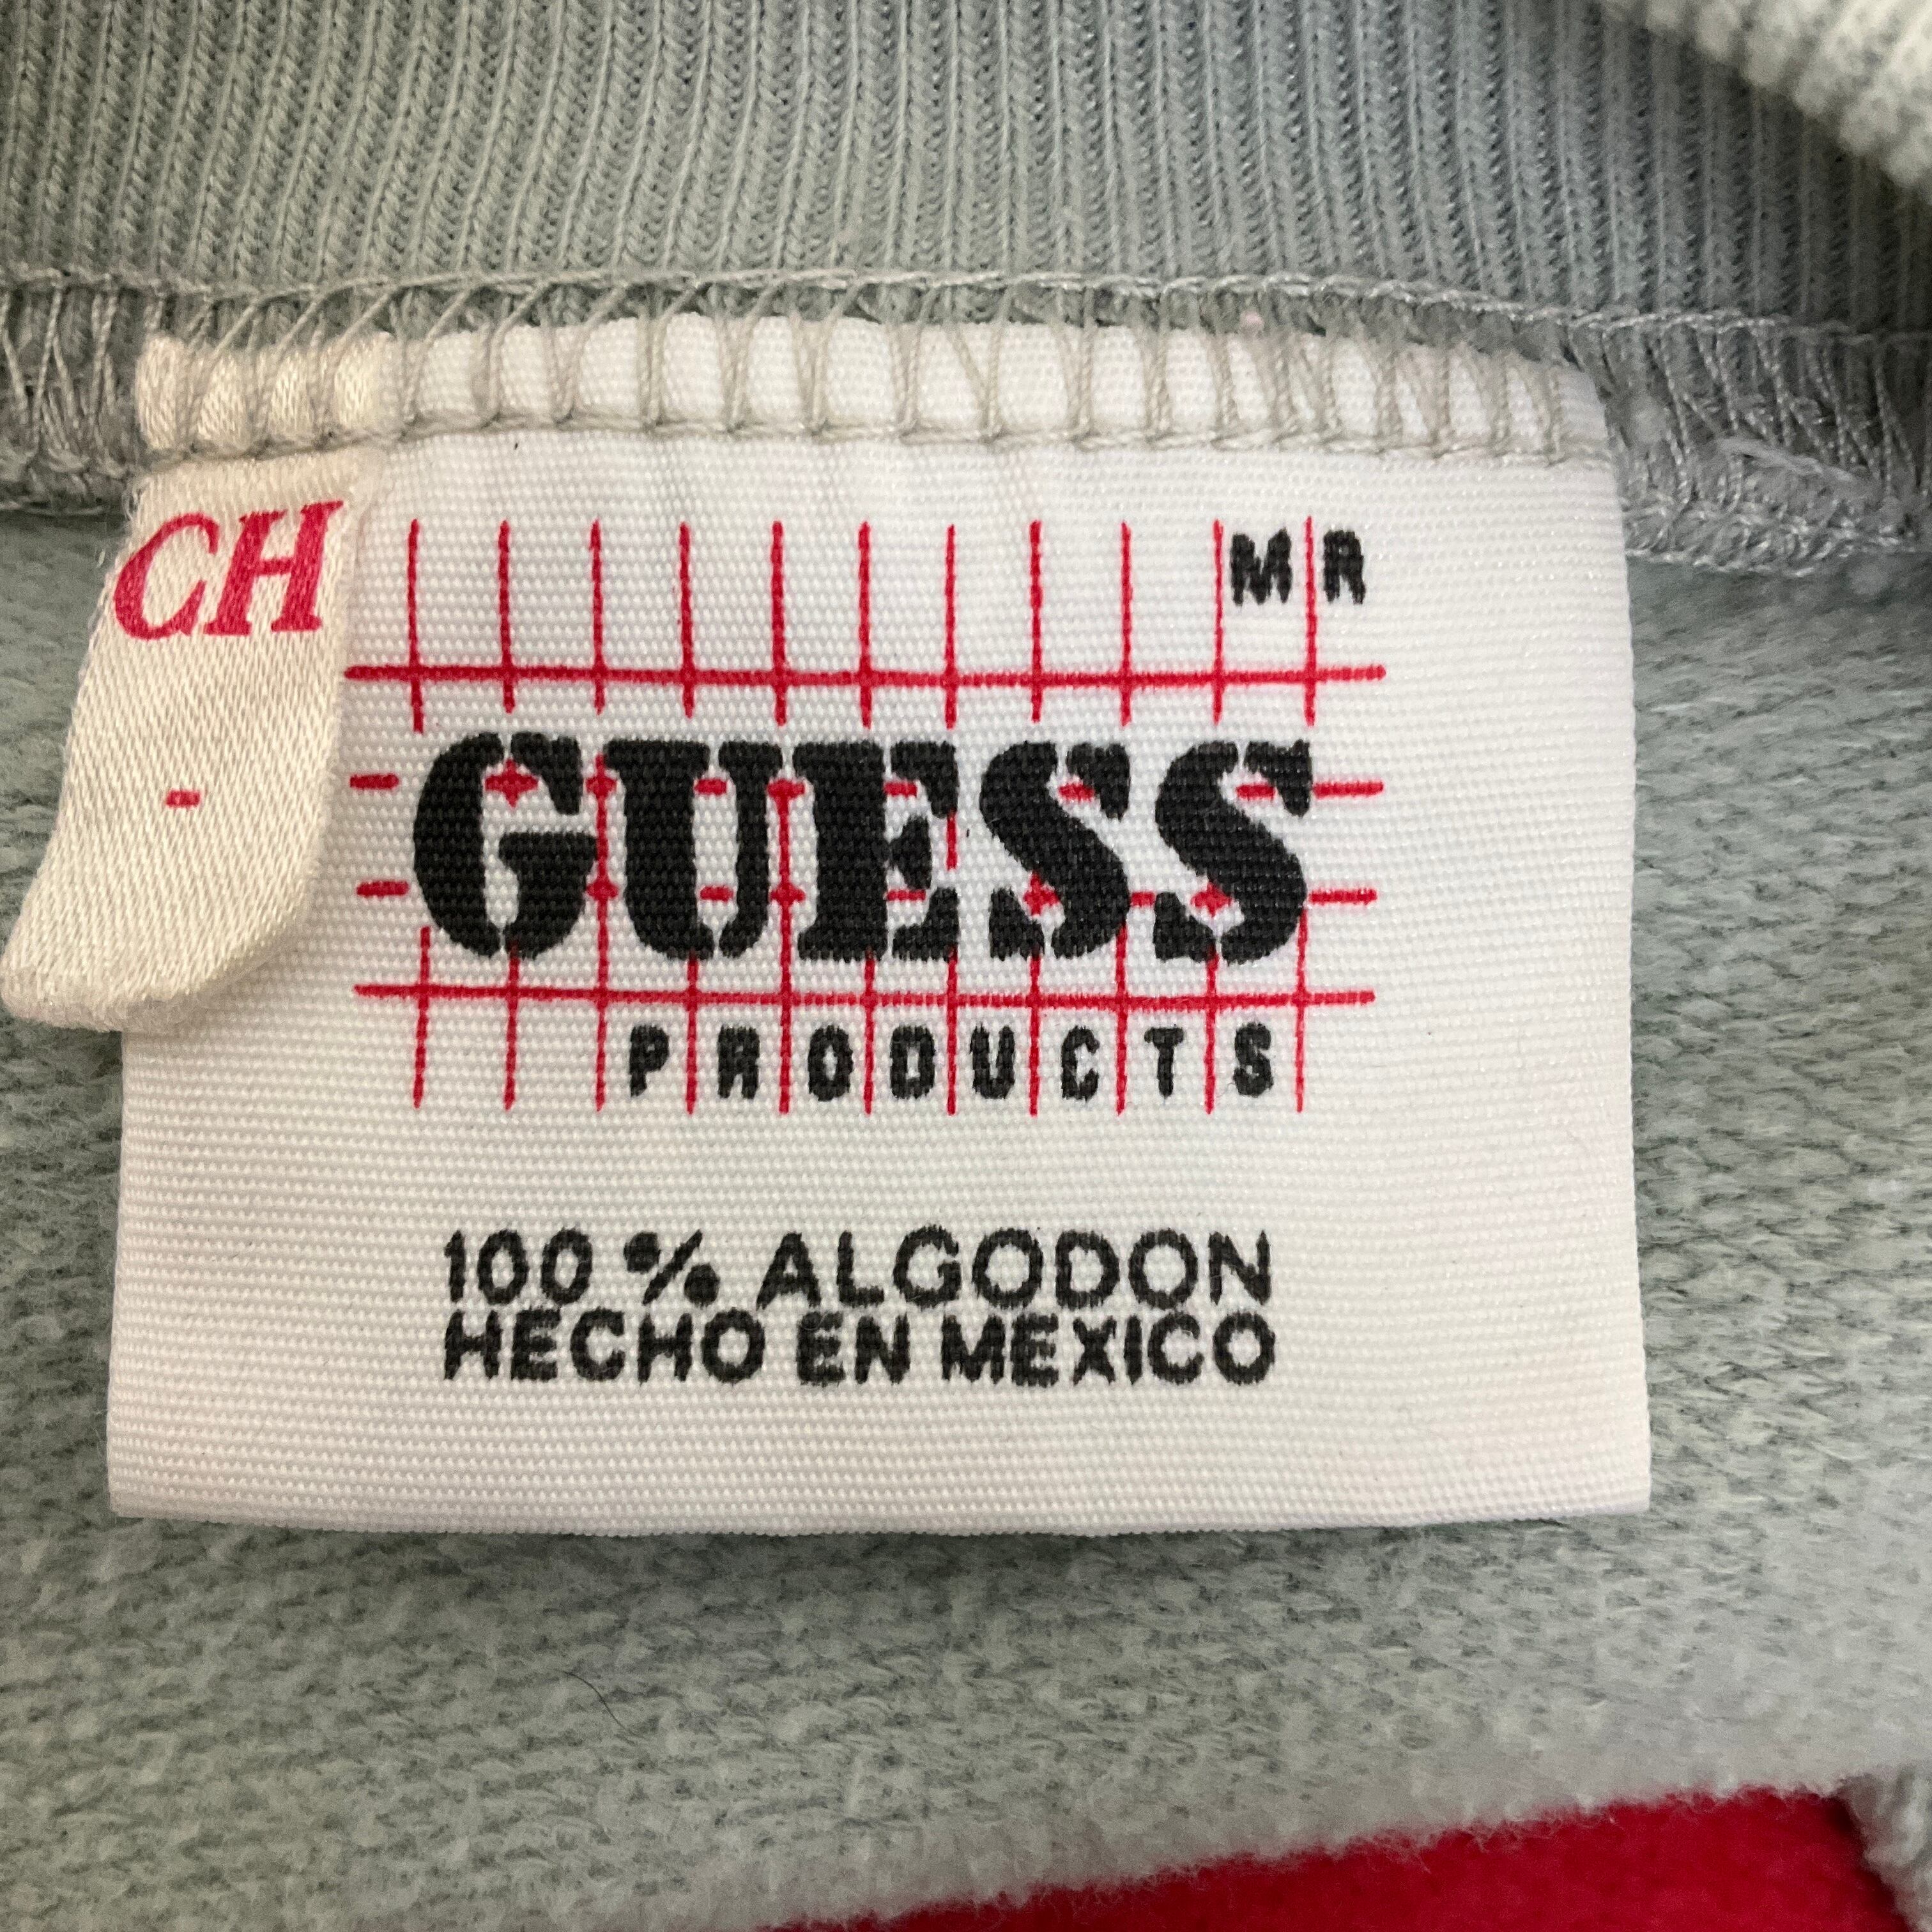 CH
-
MR
GUESS
PRODUCTS
100 % ALGODON
HECHO EN MEXICO